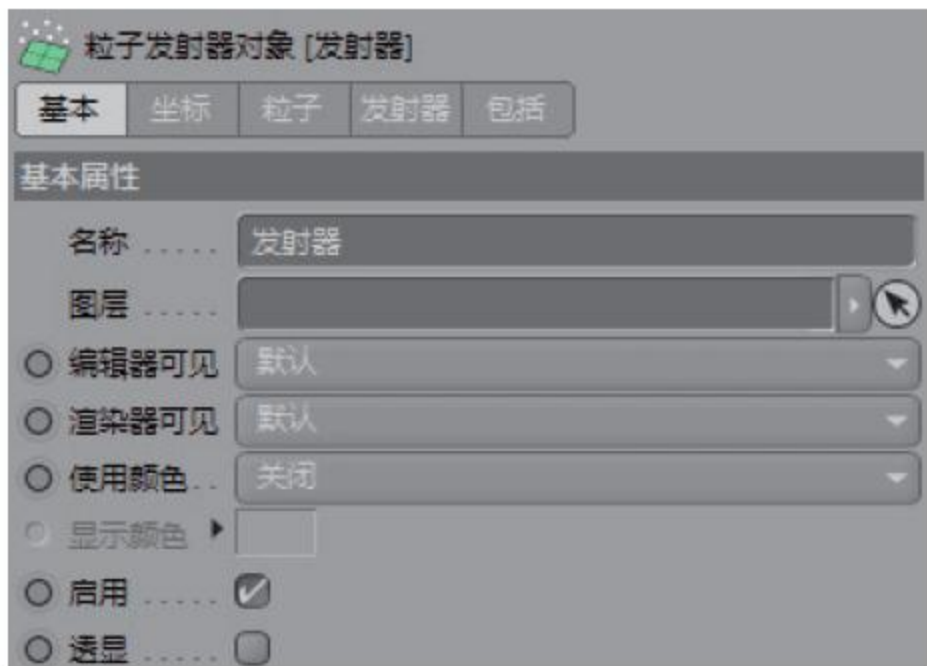 粒子发射器对象 [发射器]
基本 坐标 粒子 发射器 包括
基本属性
名称 ..... 发射器
图层 .....
编辑器可见 默认
渲染器可见 默认
使用颜色 .. 关闭
显示颜色
启用 .....
透显 .....